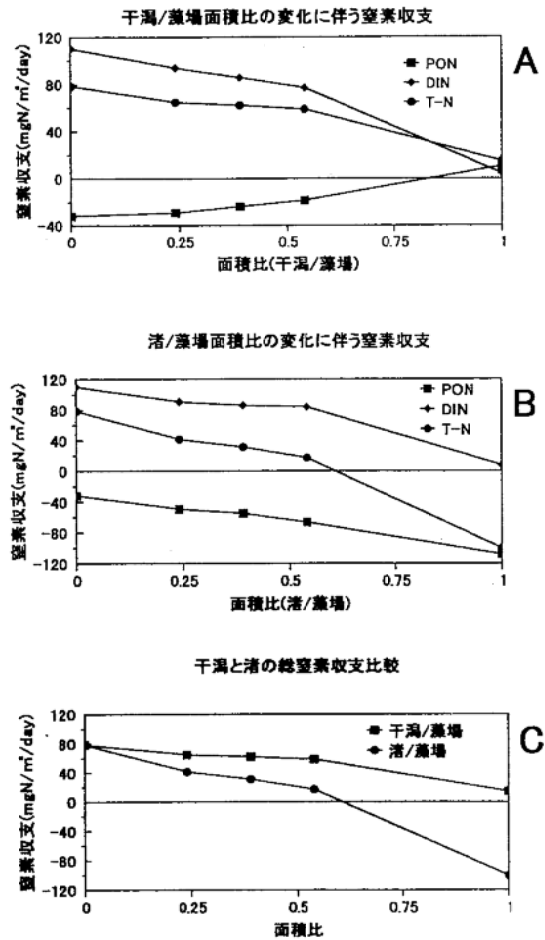 干潟/藻場面積比の変化に伴う窒素収支
A
PON
DIN
T-N
窒素収支(mgN/㎡/day)
120
80
40
0
-40
0
0.25
0.5
0.75
1
面積比(干潟/藻場)
渚/藻場面積比の変化に伴う窒素収支
B
PON
DIN
T-N
窒素収支(mgN/㎡/day)
120
80
40
0
-40
-80
-120
0
0.25
0.5
0.75
1
面積比(渚/藻場)
干潟と渚の総窒素収支比較
C
干潟/藻場
渚/藻場
窒素収支(mgN/㎡/day)
120
80
40
0
-40
-80
-120
0
0.25
0.5
0.75
1
面積比